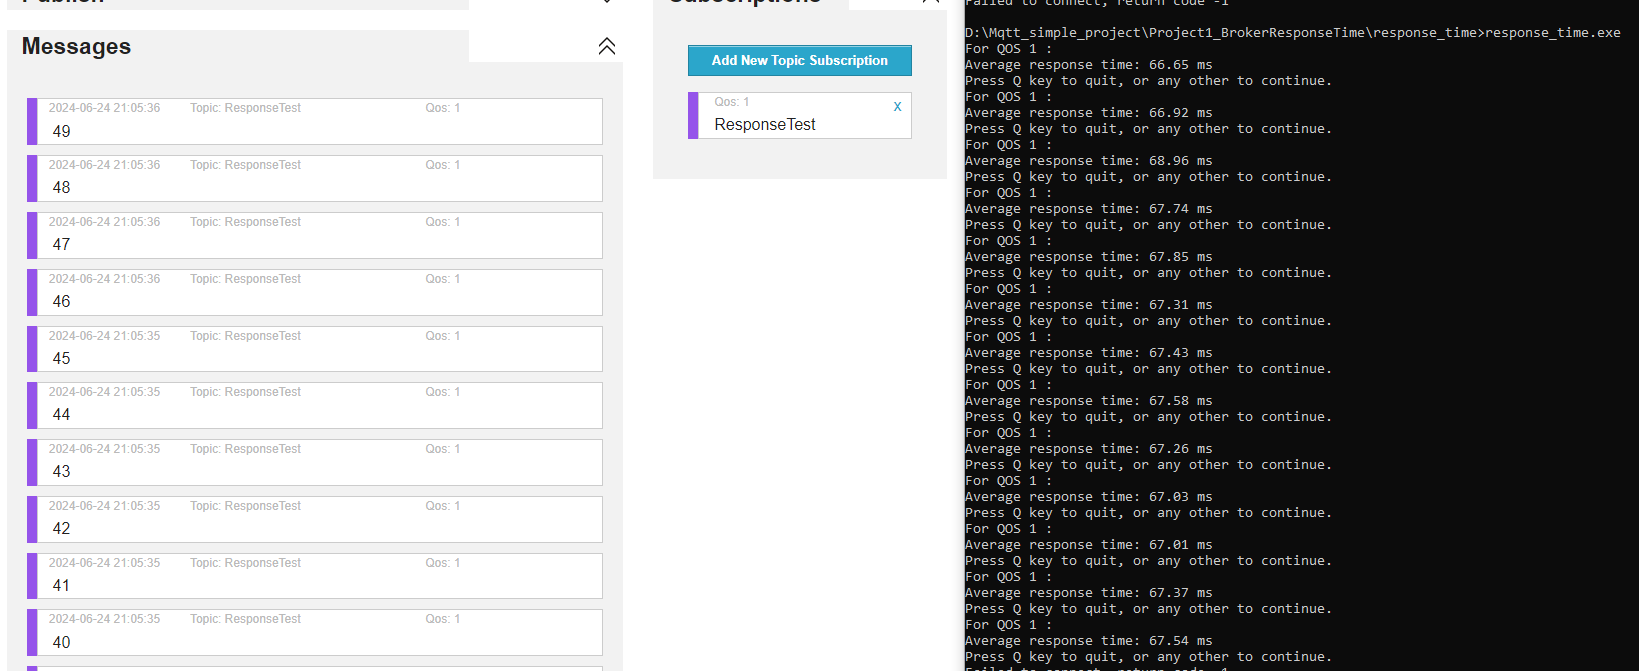 Publish
Messages
2024-06-24 21:05:36 Topic: ResponseTest Qos: 1
49
2024-06-24 21:05:36 Topic: ResponseTest Qos: 1
48
2024-06-24 21:05:36 Topic: ResponseTest Qos: 1
47
2024-06-24 21:05:36 Topic: ResponseTest Qos: 1
46
2024-06-24 21:05:35 Topic: ResponseTest Qos: 1
45
2024-06-24 21:05:35 Topic: ResponseTest Qos: 1
44
2024-06-24 21:05:35 Topic: ResponseTest Qos: 1
43
2024-06-24 21:05:35 Topic: ResponseTest Qos: 1
42
2024-06-24 21:05:35 Topic: ResponseTest Qos: 1
41
2024-06-24 21:05:35 Topic: ResponseTest Qos: 1
40
Subscriptions
Add New Topic Subscription
Qos: 1 x
ResponseTest
Failed to connect, return code -1
D:\Mqtt_simple_project\Project1_BrokerResponseTime\response_time>response_time.exe
For QOS 1 :
Average response time: 66.65 ms
Press Q key to quit, or any other to continue.
For QOS 1 :
Average response time: 66.92 ms
Press Q key to quit, or any other to continue.
For QOS 1 :
Average response time: 68.96 ms
Press Q key to quit, or any other to continue.
For QOS 1 :
Average response time: 67.74 ms
Press Q key to quit, or any other to continue.
For QOS 1 :
Average response time: 67.85 ms
Press Q key to quit, or any other to continue.
For QOS 1 :
Average response time: 67.31 ms
Press Q key to quit, or any other to continue.
For QOS 1 :
Average response time: 67.43 ms
Press Q key to quit, or any other to continue.
For QOS 1 :
Average response time: 67.58 ms
Press Q key to quit, or any other to continue.
For QOS 1 :
Average response time: 67.26 ms
Press Q key to quit, or any other to continue.
For QOS 1 :
Average response time: 67.03 ms
Press Q key to quit, or any other to continue.
For QOS 1 :
Average response time: 67.01 ms
Press Q key to quit, or any other to continue.
For QOS 1 :
Average response time: 67.37 ms
Press Q key to quit, or any other to continue.
For QOS 1 :
Average response time: 67.54 ms
Press Q key to quit, or any other to continue.
Failed to connect, return code -1